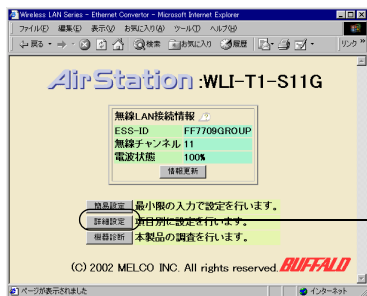 Wireless LAN Series - Ethernet Convertor - Microsoft Internet Explorer
ファイル(F) 編集(E) 表示(V) お気に入り(A) ツール(T) ヘルプ(H)
戻る 検索 お気に入り 履歴 リンク »
AirStation :WLI-T1-S11G
無線LAN接続情報
ESS-ID FF7709GROUP
無線チャンネル 11
電波状態 100%
情報更新
簡易設定 最小限の入力で設定を行います。
詳細設定 項目別に設定を行います。
機器診断 本製品の調査を行います。
(C) 2002 MELCO INC. All rights reserved. BUFFALO
ページが表示されました インターネット